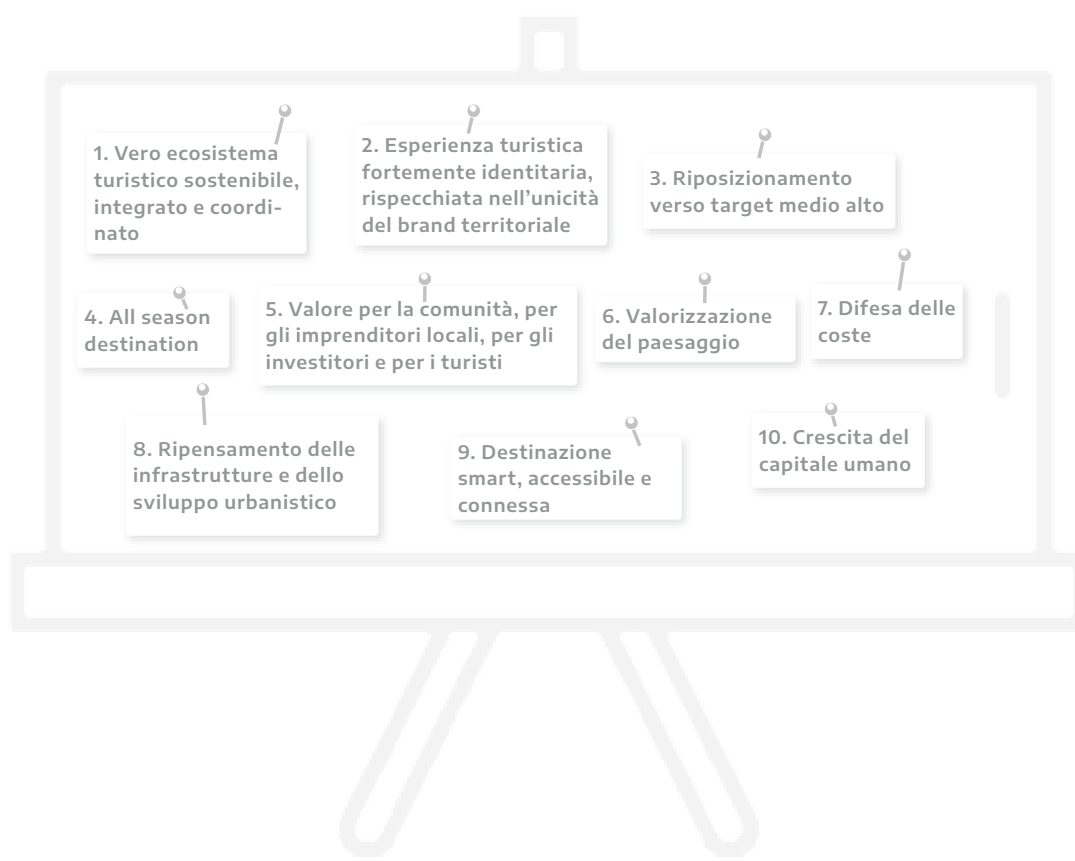 1. Vero ecosistema
turistico sostenibile,
integrato e coordi-
nato
2. Esperienza turistica
fortemente identitaria,
rispecchiata nell’unicità
del brand territoriale
3. Riposizionamento
verso target medio alto
4. All season
destination
5. Valore per la comunità, per
gli imprenditori locali, per gli
investitori e per i turisti
6. Valorizzazione
del paesaggio
7. Difesa delle
coste
8. Ripensamento delle
infrastrutture e dello
sviluppo urbanistico
9. Destinazione
smart, accessibile e
connessa
10. Crescita del
capitale umano